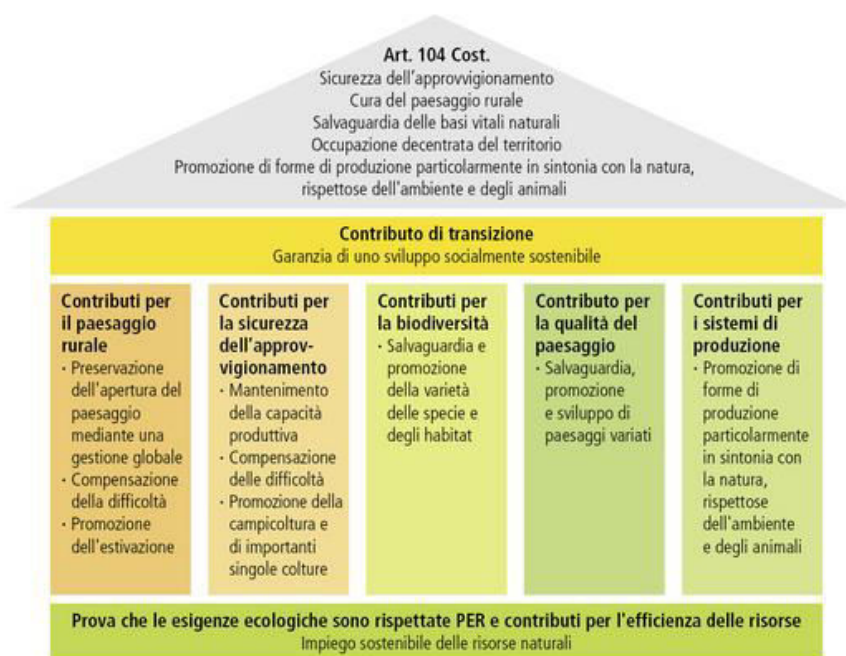 Art. 104 Cost.
Sicurezza dell'approvvigionamento
Cura del paesaggio rurale
Salvaguardia delle basi vitali naturali
Occupazione decentrata del territorio
Promozione di forme di produzione particolarmente in sintonia con la natura,
rispettose dell'ambiente e degli animali
Contributo di transizione
Garanzia di uno sviluppo socialmente sostenibile
Contributi per
il paesaggio
rurale
· Preservazione
dell'apertura del
paesaggio
mediante una
gestione globale
· Compensazione
della difficoltà
· Promozione
dell'estivazione
Contributi per
la sicurezza
dell'approv-
vigionamento
· Mantenimento
della capacità
produttiva
· Compensazione
delle difficoltà
· Promozione della
campicoltura e
di importanti
singole colture
Contributi per
la biodiversità
· Salvaguardia e
promozione
della varietà
delle specie e
degli habitat
Contributo per
la qualità del
paesaggio
· Salvaguardia,
promozione
e sviluppo di
paesaggi variati
Contributi per
i sistemi di
produzione
· Promozione di
forme di
produzione
particolarmente
in sintonia con
la natura,
rispettose
dell'ambiente
e degli animali
Prova che le esigenze ecologiche sono rispettate PER e contributi per l'efficienza delle risorse
Impiego sostenibile delle risorse naturali